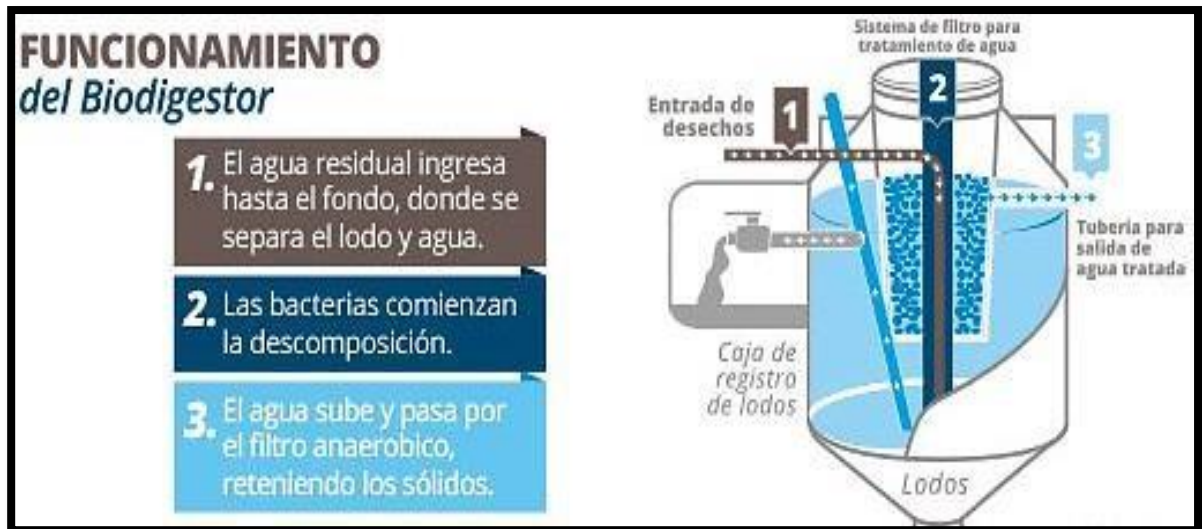 FUNCIONAMIENTO
del Biodigestor
1. El agua residual ingresa
hasta el fondo, donde se
separa el lodo y agua.
2. Las bacterias comienzan
la descomposición.
3. El agua sube y pasa por
el filtro anaerobico,
reteniendo los sólidos.
Sistema de filtro para
tratamiento de agua
2
Entrada de
desechos
1
3
Tuberia para
salida de
agua tratada
Caja de
registro
de lodos
Lodos